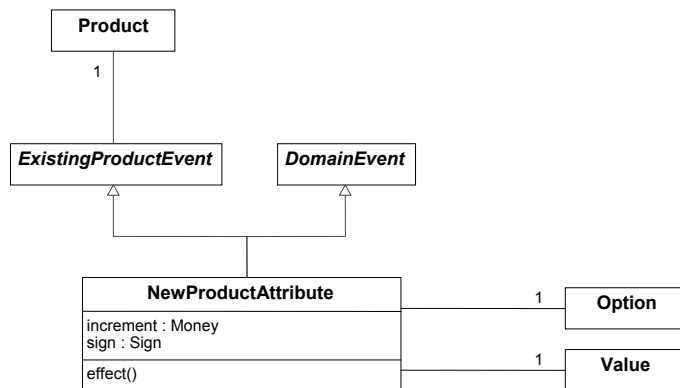 Product
1
ExistingProductEvent
DomainEvent
NewProductAttribute
increment : Money
sign : Sign
effect()
1
Option
1
Value